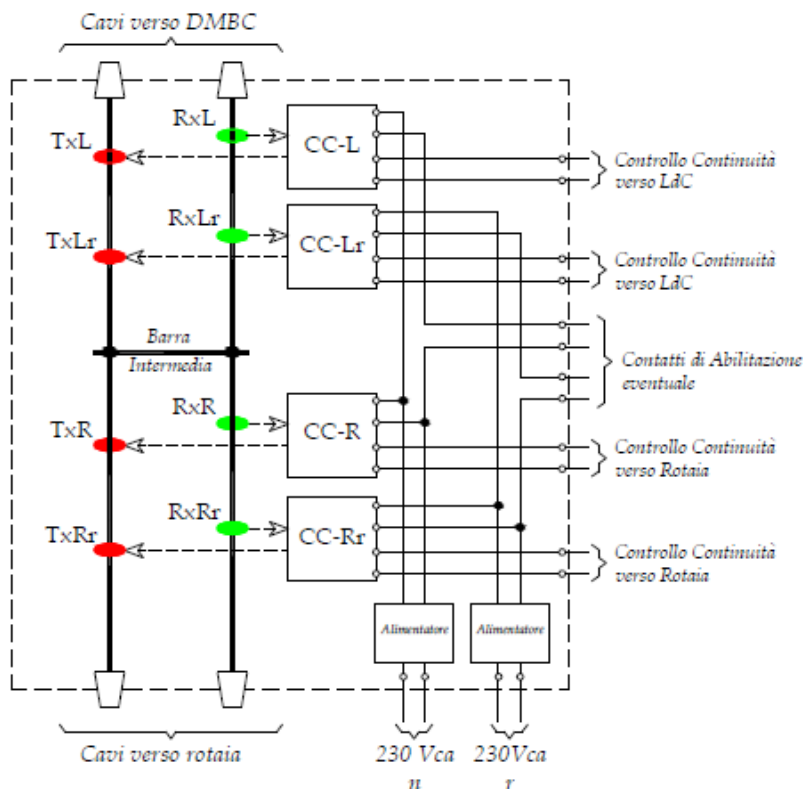 Cavi verso DMBC
RxL
TxL
CC-L
Controllo Continuità
verso LdC
RxLr
TxLr
CC-Lr
Controllo Continuità
verso LdC
Barra
Intermedia
Contatti di Abilitazione
eventuale
RxR
TxR
CC-R
Controllo Continuità
verso Rotaia
RxRr
TxRr
CC-Rr
Controllo Continuità
verso Rotaia
Alimentatore
Alimentatore
Cavi verso rotaia
230 Vca
n
230Vca
r